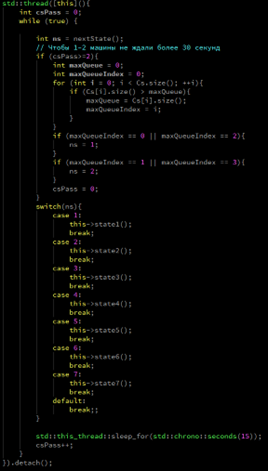 std::thread([this](){
    int csPass = 0;
    while (true) {

        int ns = nextState();
        // Чтобы 1-2 машины не ждали более 30 секунд
        if (csPass>=2){
            int maxQueue = 0;
            int maxQueueIndex = 0;
            for (int i = 0; i < Cs.size(); ++i){
                if (Cs[i].size() > maxQueue){
                    maxQueue = Cs[i].size();
                    maxQueueIndex = i;
                }
            }
            if (maxQueueIndex == 0 || maxQueueIndex == 2){
                ns = 1;
            }
            if (maxQueueIndex == 1 || maxQueueIndex == 3){
                ns = 2;
            }
            csPass = 0;
        }
        switch(ns){
            case 1:
                this->state1();
                break;
            case 2:
                this->state2();
                break;
            case 3:
                this->state3();
                break;
            case 4:
                this->state4();
                break;
            case 5:
                this->state5();
                break;
            case 6:
                this->state6();
                break;
            case 7:
                this->state7();
                break;
            default:
                break;;
        }

        std::this_thread::sleep_for(std::chrono::seconds(15));
        csPass++;
    }
}).detach();